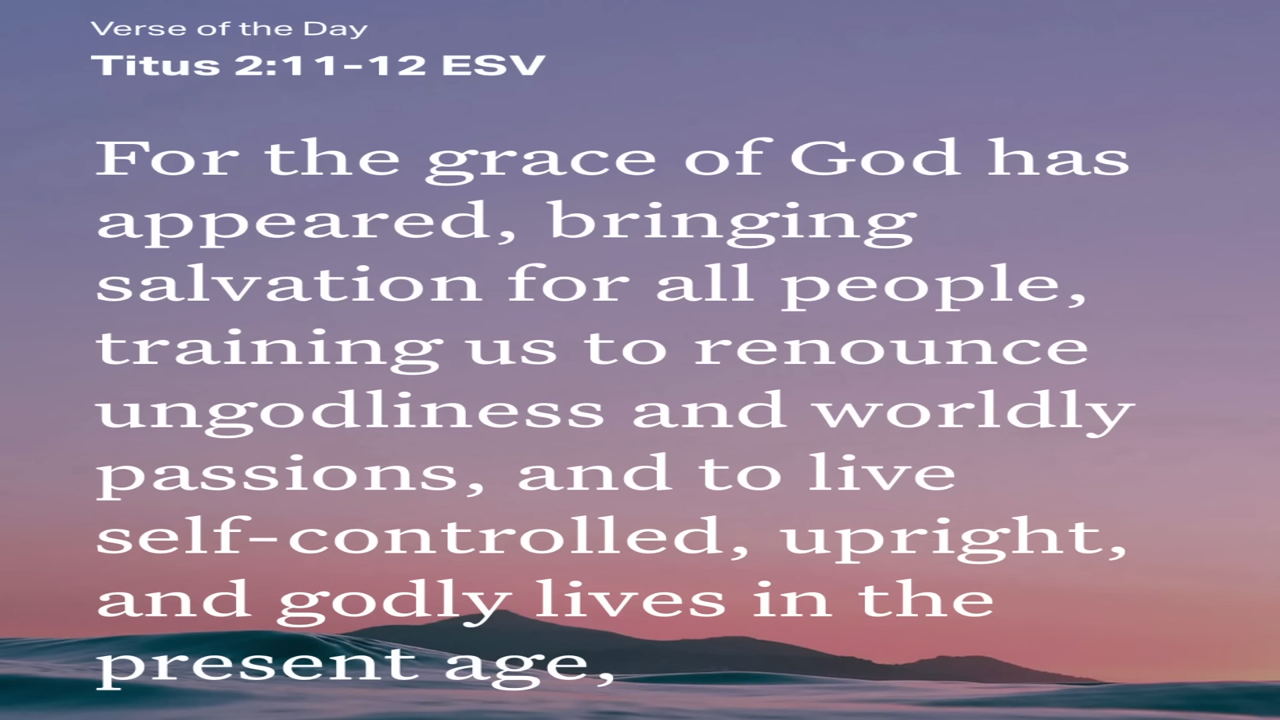 Verse of the Day
Titus 2:11-12 ESV
For the grace of God has
appeared, bringing
salvation for all people,
training us to renounce
ungodliness and worldly
passions, and to live
self-controlled, upright,
and godly lives in the
present age,